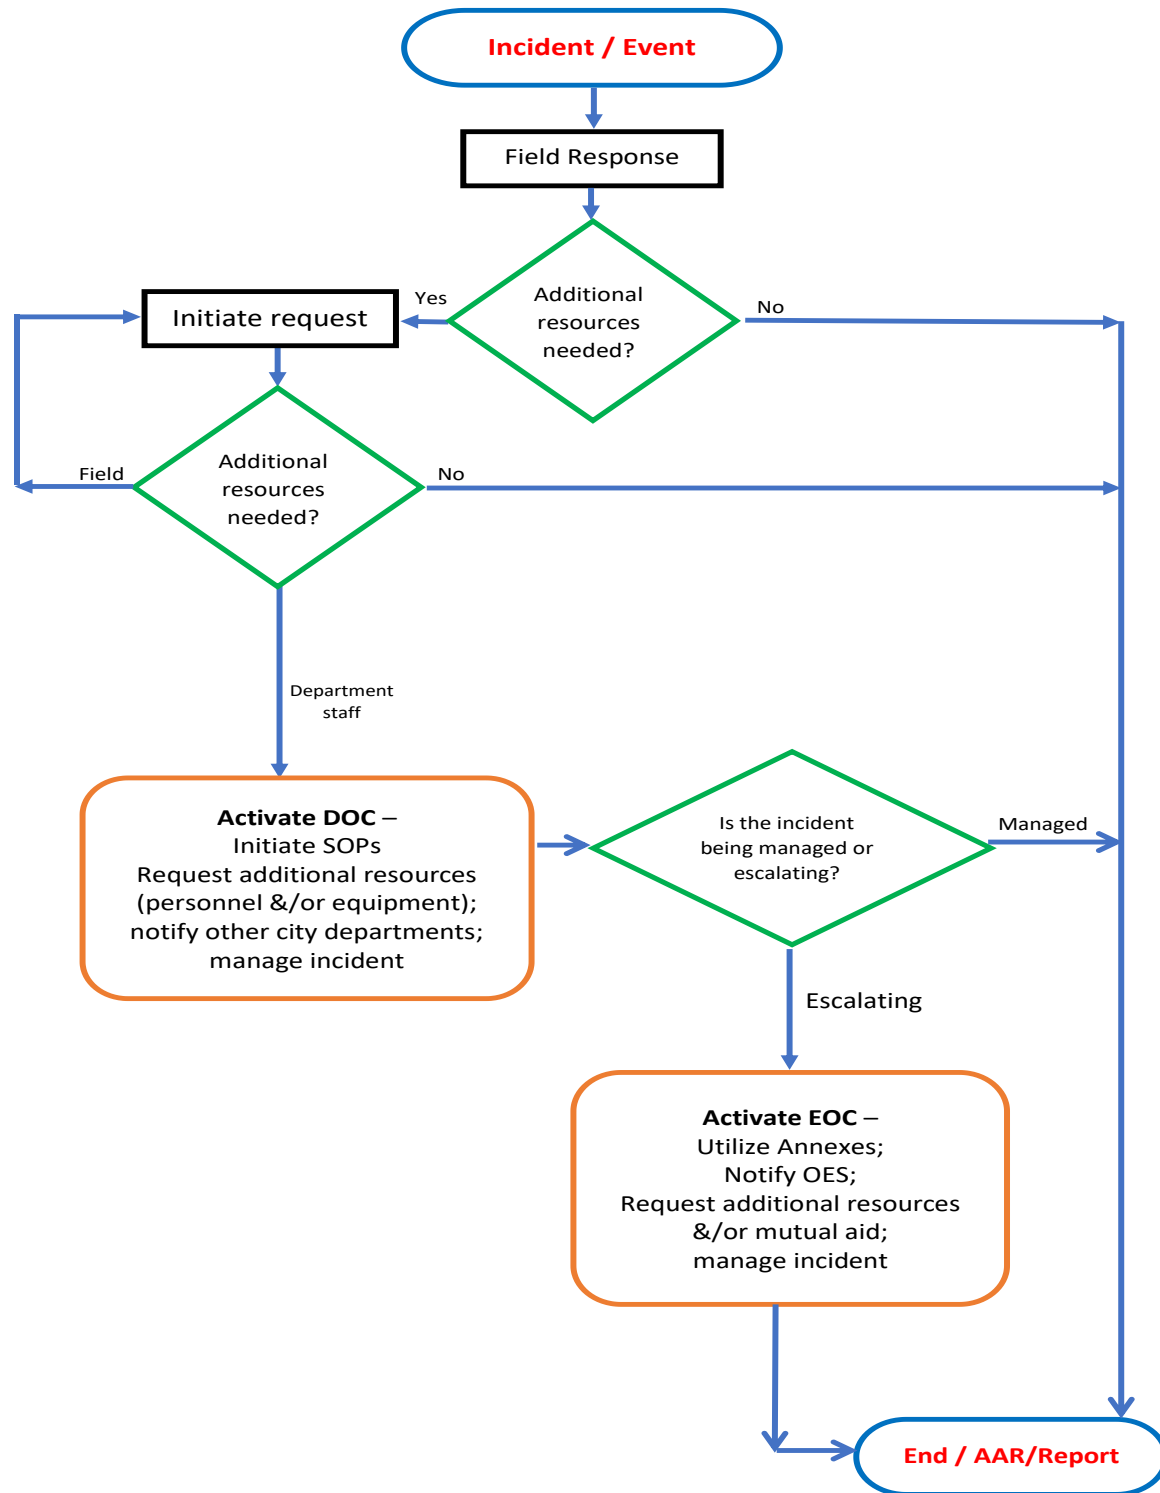 Incident / Event
Field Response
Additional
resources
needed?
Yes
No
Initiate request
Additional
resources
needed?
Field
No
Department
staff
Activate DOC –
Initiate SOPs
Request additional resources
(personnel &/or equipment);
notify other city departments;
manage incident
Is the incident
being managed or
escalating?
Managed
Escalating
Activate EOC –
Utilize Annexes;
Notify OES;
Request additional resources
&/or mutual aid;
manage incident
End / AAR/Report